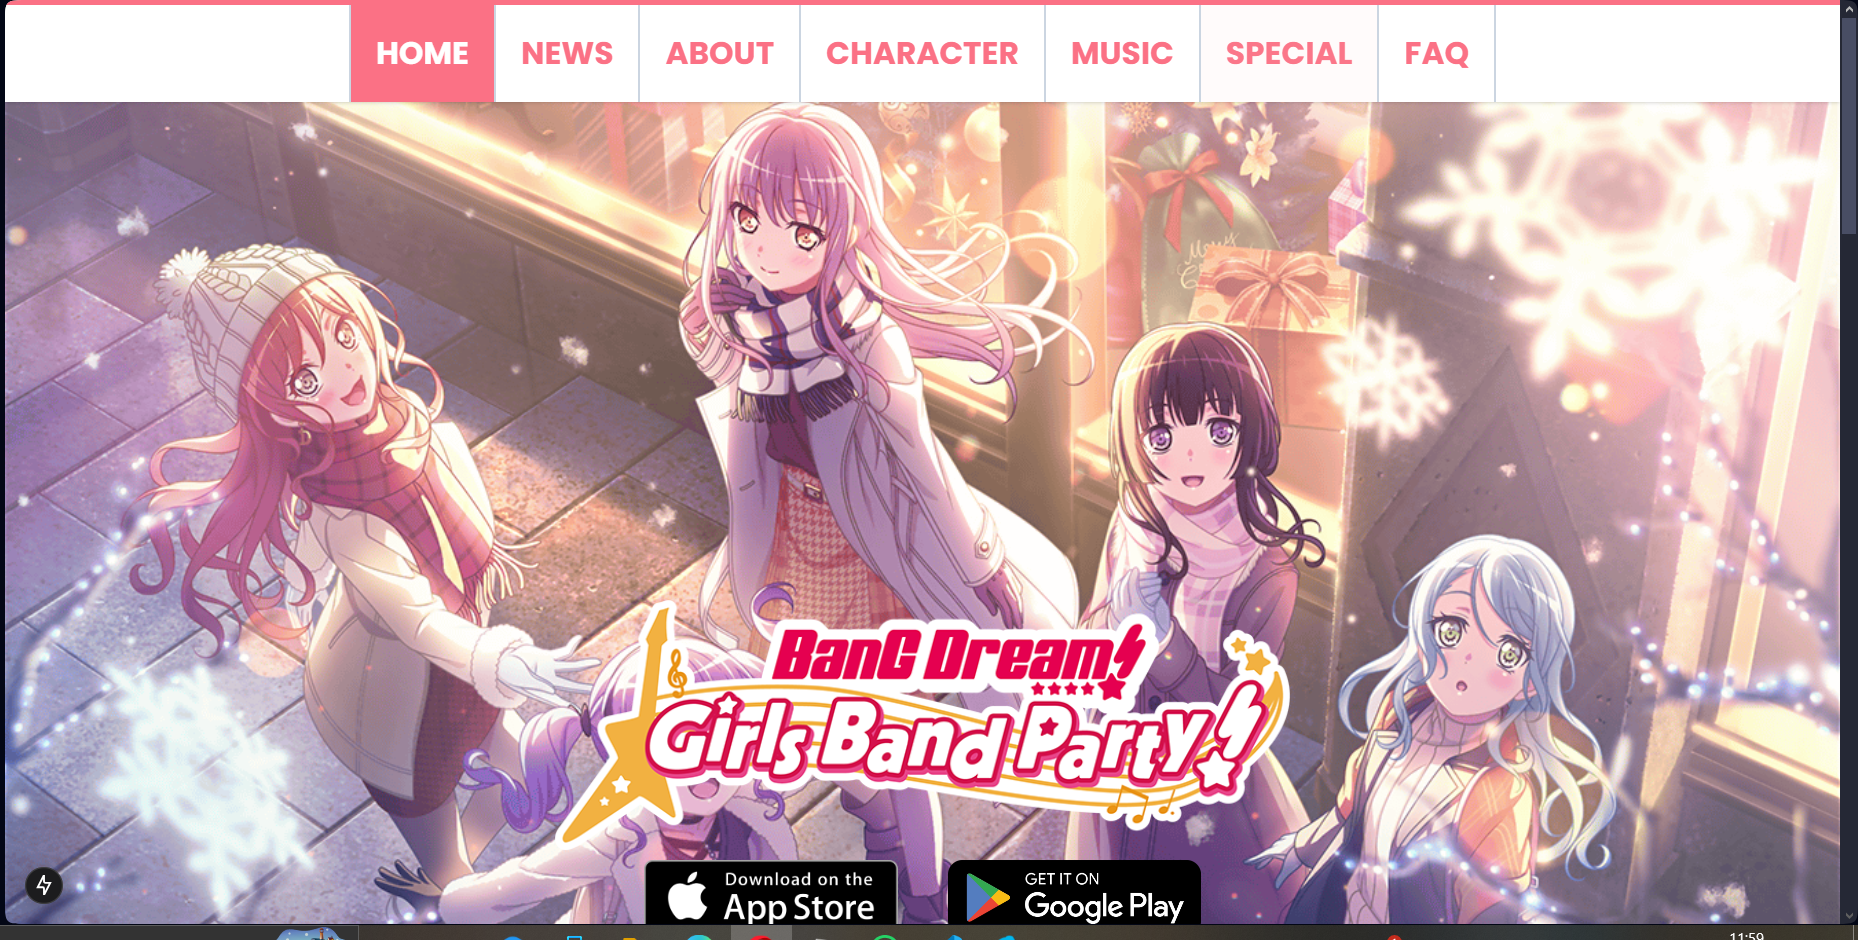 HOME NEWS ABOUT CHARACTER MUSIC SPECIAL FAQ
Merry
BanG Dream!
Girls Band Party!
Download on the
App Store
GET IT ON
Google Play
11:59